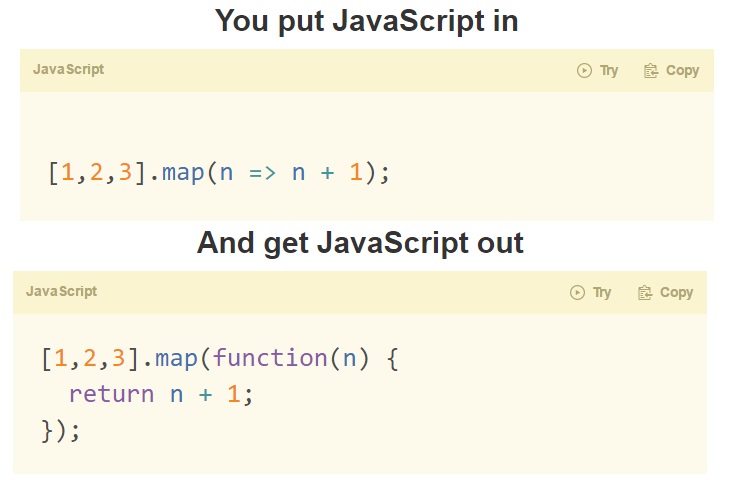 You put JavaScript in
JavaScript Try Copy
[1,2,3].map(n => n + 1);
And get JavaScript out
JavaScript Try Copy
[1,2,3].map(function(n) {
  return n + 1;
});